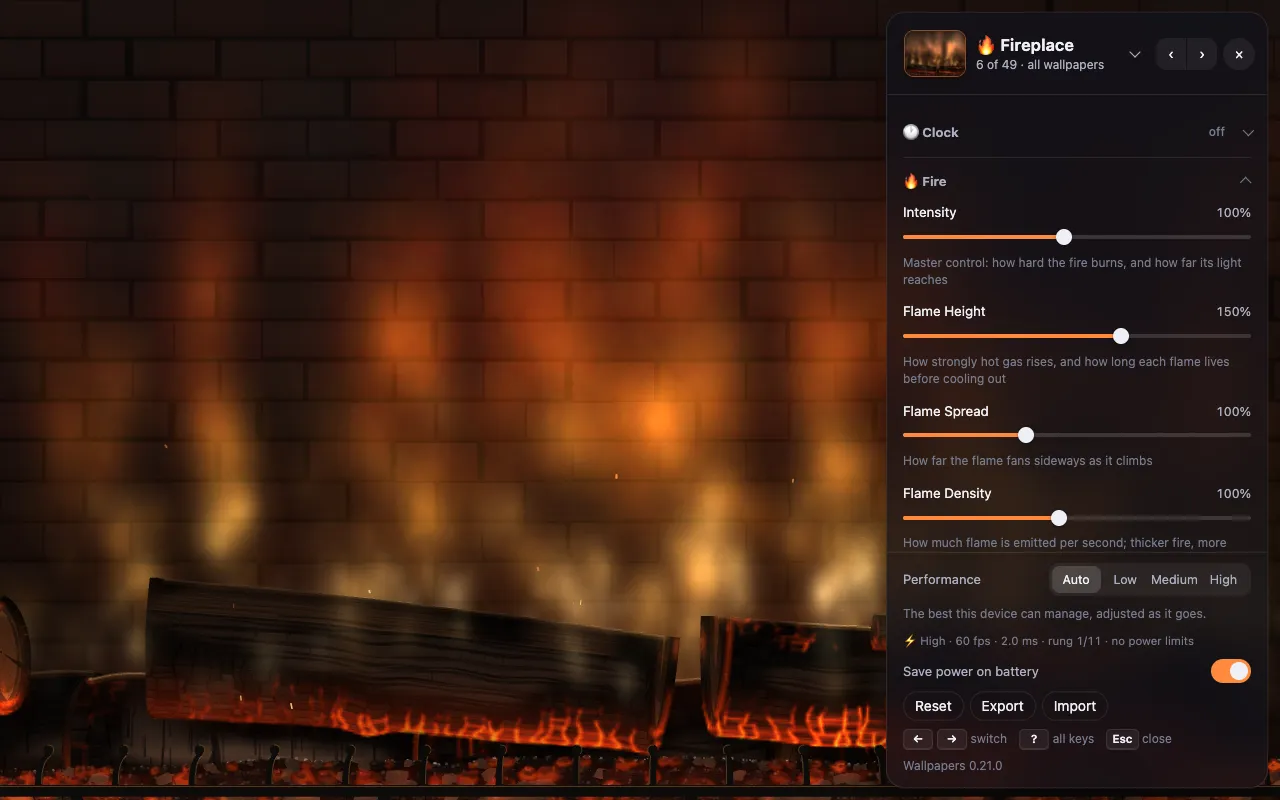 🔥 Fireplace
6 of 49 · all wallpapers
🕐 Clock
off
🔥 Fire
Intensity
100%
Master control: how hard the fire burns, and how far its light
reaches
Flame Height
150%
How strongly hot gas rises, and how long each flame lives
before cooling out
Flame Spread
100%
How far the flame fans sideways as it climbs
Flame Density
100%
How much flame is emitted per second; thicker fire, more
Performance
Auto Low Medium High
The best this device can manage, adjusted as it goes.
⚡ High · 60 fps · 2.0 ms · rung 1/11 · no power limits
Save power on battery
Reset Export Import
← → switch ? all keys Esc close
Wallpapers 0.21.0